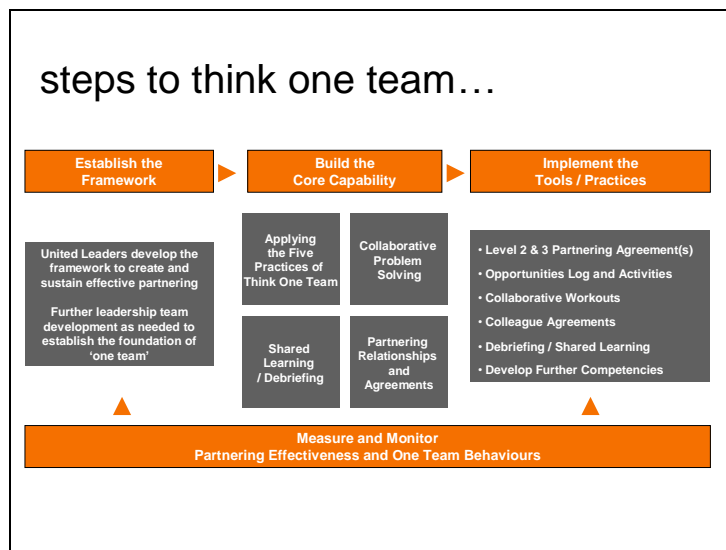 steps to think one team…
Establish the
Framework
Build the
Core Capability
Implement the
Tools / Practices
United Leaders develop the
framework to create and
sustain effective partnering
Further leadership team
development as needed to
establish the foundation of
‘one team’
Applying
the Five
Practices of
Think One Team
Collaborative
Problem
Solving
Shared
Learning
/ Debriefing
Partnering
Relationships
and
Agreements
• Level 2 & 3 Partnering Agreement(s)
• Opportunities Log and Activities
• Collaborative Workouts
• Colleague Agreements
• Debriefing / Shared Learning
• Develop Further Competencies
Measure and Monitor
Partnering Effectiveness and One Team Behaviours